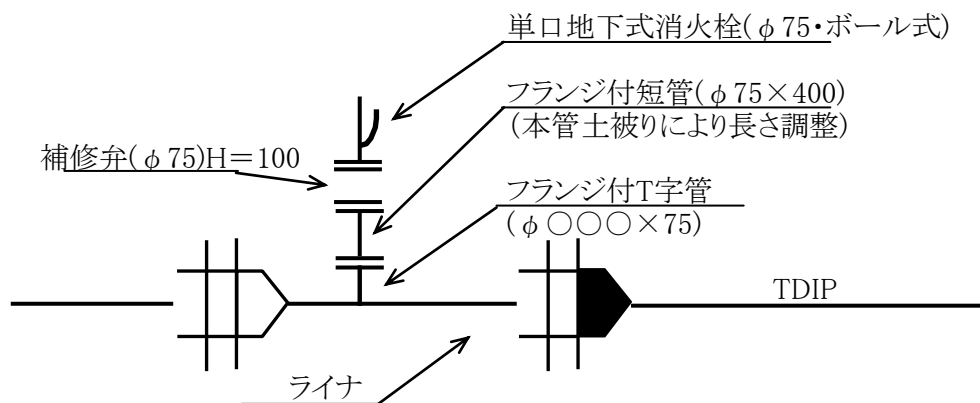 単口地下式消火栓(φ75・ボール式)
フランジ付短管(φ75×400)
(本管土被りにより長さ調整)
補修弁(φ75)H=100
フランジ付T字管
(φ○○○×75)
TDIP
ライナ